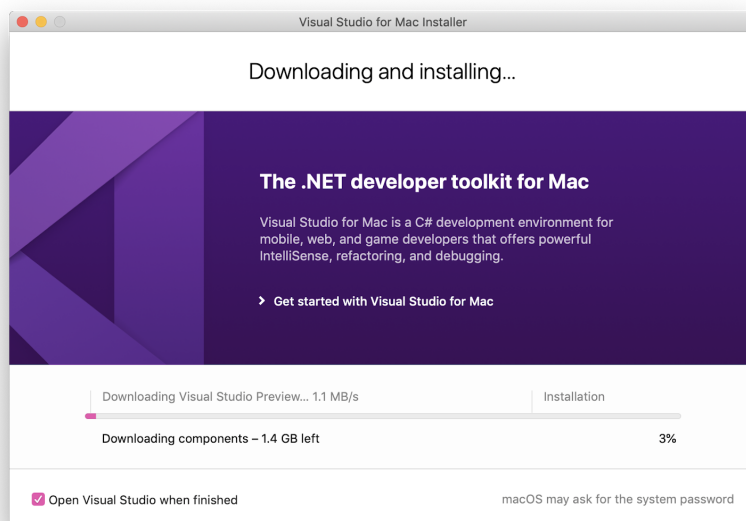 Visual Studio for Mac Installer
Downloading and installing...
The .NET developer toolkit for Mac
Visual Studio for Mac is a C# development environment for
mobile, web, and game developers that offers powerful
IntelliSense, refactoring, and debugging.
Get started with Visual Studio for Mac
Downloading Visual Studio Preview... 1.1 MB/s
Installation
Downloading components – 1.4 GB left
3%
Open Visual Studio when finished
macOS may ask for the system password